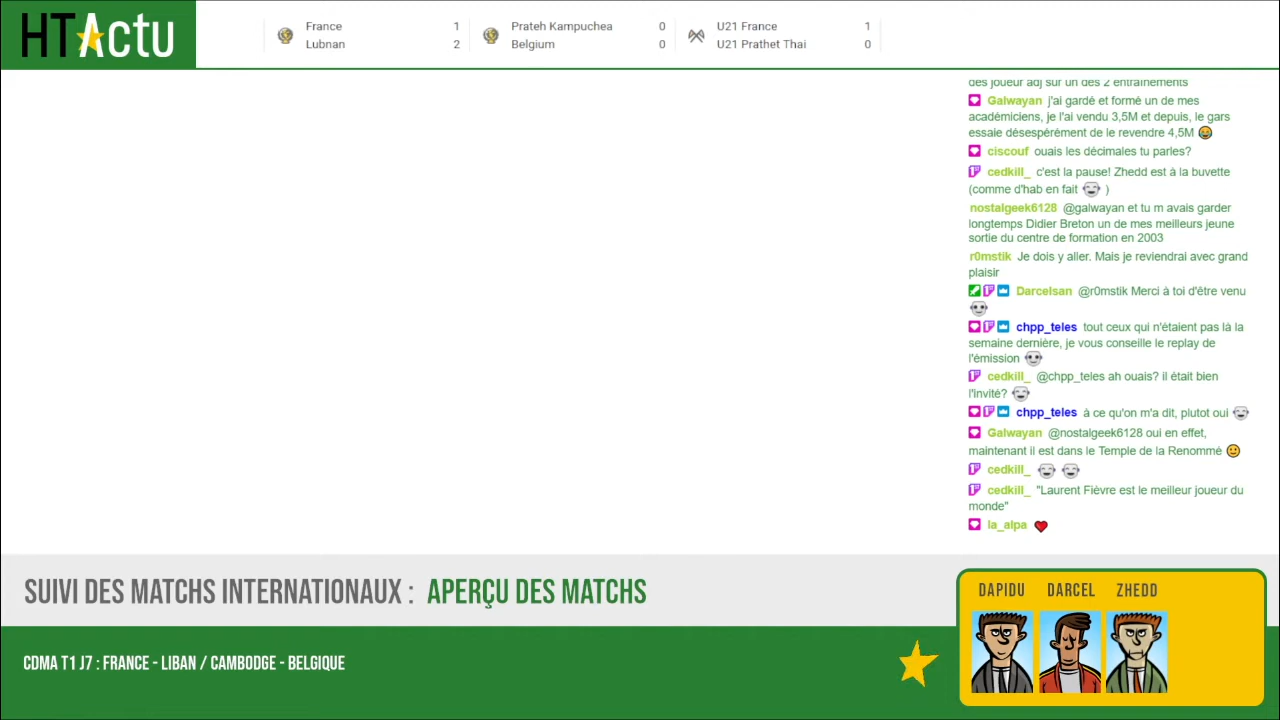 HTActu
France 1
Lubnan 2
Prateh Kampuchea 0
Belgium 0
U21 France 1
U21 Prathet Thai 0
des joueur adj sur un des 2 entraînements
Galwayan j'ai gardé et formé un de mes
académiciens, je l'ai vendu 3,5M et depuis, le gars
essaie désespérément de le revendre 4,5M
ciscouf ouais les décimales tu parles?
cedkill_ c'est la pause! Zhedd est à la buvette
(comme d'hab en fait )
nostalgeek6128 @galwayan et tu m avais garder
longtemps Didier Breton un de mes meilleurs jeune
sortie du centre de formation en 2003
r0mstik Je dois y aller. Mais je reviendrai avec grand
plaisir
Darcelsan @r0mstik Merci à toi d'être venu
chpp_teles tout ceux qui n'étaient pas là la
semaine dernière, je vous conseille le replay de
l'émission
cedkill_ @chpp_teles ah ouais? il était bien
l'invité?
chpp_teles à ce qu'on m'a dit, plutot oui
Galwayan @nostalgeek6128 oui en effet,
maintenant il est dans le Temple de la Renommé
cedkill_
cedkill_ "Laurent Fièvre est le meilleur joueur du
monde"
la_alpa
SUIVI DES MATCHS INTERNATIONAUX : APERÇU DES MATCHS
DAPIDU DARCEL ZHEDD
CDMA T1 J7 : FRANCE - LIBAN / CAMBODGE - BELGIQUE